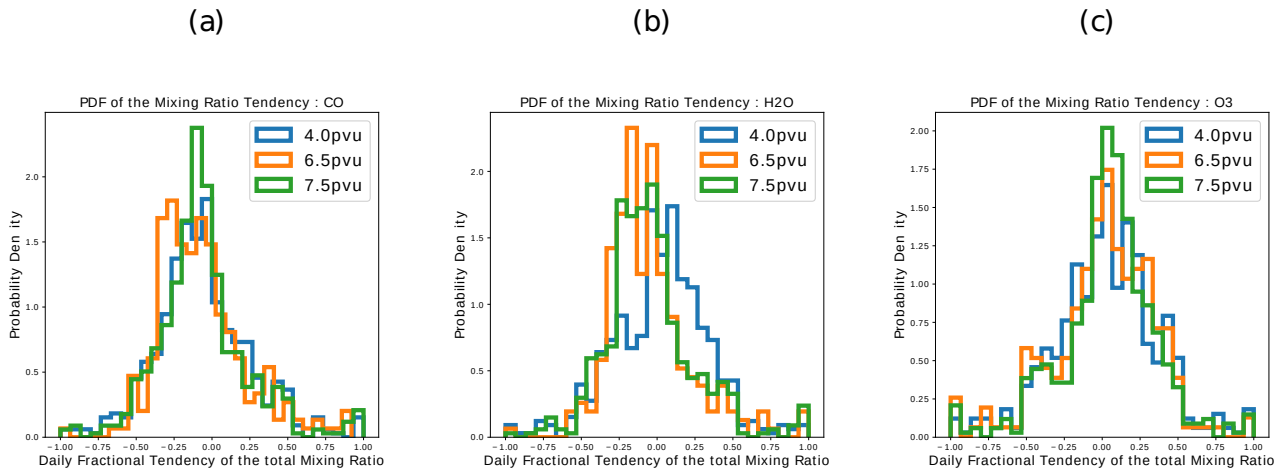 (a)
(b)
(c)
PDF of the Mixing Ratio Tendency : CO
4.0pvu
6.5pvu
7.5pvu
Probability Den ity
0.0
0.5
1.0
1.5
2.0
−1.00 −0.75 −0.50 −0.25 −0.00 0.25 0.50 0.75 1.00
Daily Fractional Tendency of the total Mixing Ratio
PDF of the Mixing Ratio Tendency : H2O
4.0pvu
6.5pvu
7.5pvu
Probability Den ity
0.0
0.5
1.0
1.5
2.0
−1.00 −0.75 −0.50 −0.25 0.00 0.25 0.50 0.75 1.00
Daily Fractional Tendency of the total Mixing Ratio
PDF of the Mixing Ratio Tendency : O3
4.0pvu
6.5pvu
7.5pvu
Probability Den ity
0.00
0.25
0.50
0.75
1.00
1.25
1.50
1.75
2.00
−1.00 −0.75 −0.50 −0.25 0.00 0.25 0.50 0.75 1.00
Daily Fractional Tendency of the total Mixing Ratio